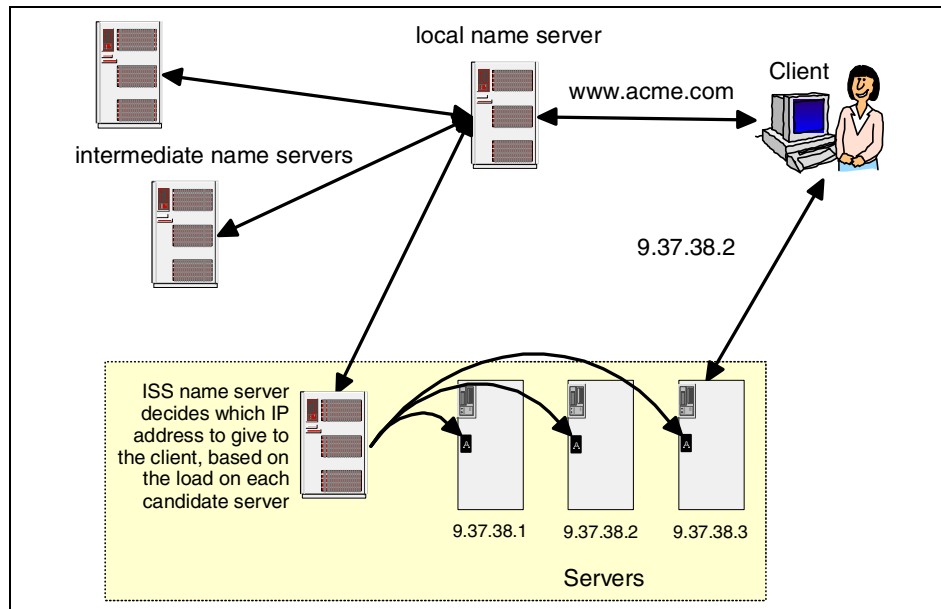 local name server
Client
www.acme.com
intermediate name servers
9.37.38.2
ISS name server
decides which IP
address to give to
the client, based on
the load on each
candidate server
A
A
A
9.37.38.1
9.37.38.2
9.37.38.3
Servers